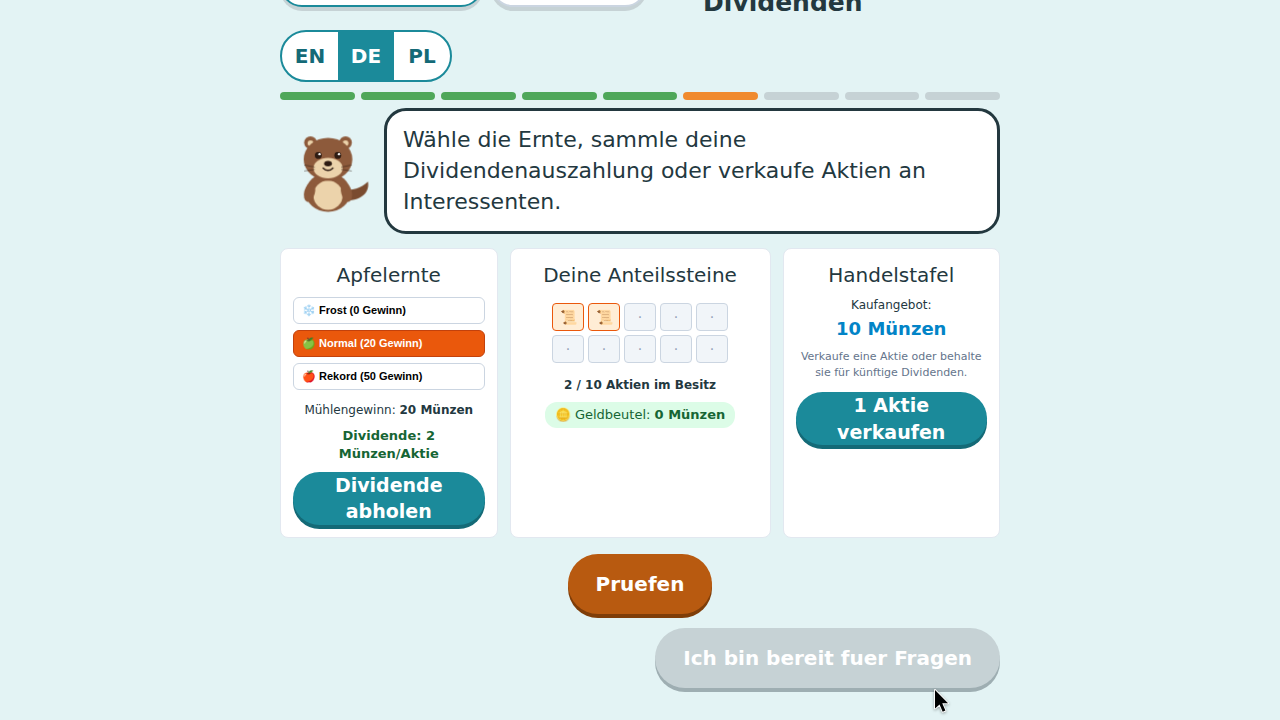 Dividenden
EN DE PL
Wähle die Ernte, sammle deine
Dividendenauszahlung oder verkaufe Aktien an
Interessenten.
Apfelernte
Frost (0 Gewinn)
Normal (20 Gewinn)
Rekord (50 Gewinn)
Mühlengewinn: 20 Münzen
Dividende: 2
Münzen/Aktie
Dividende
abholen
Deine Anteilssteine
2 / 10 Aktien im Besitz
Geldbeutel: 0 Münzen
Handelstafel
Kaufangebot:
10 Münzen
Verkaufe eine Aktie oder behalte
sie für künftige Dividenden.
1 Aktie
verkaufen
Pruefen
Ich bin bereit fuer Fragen